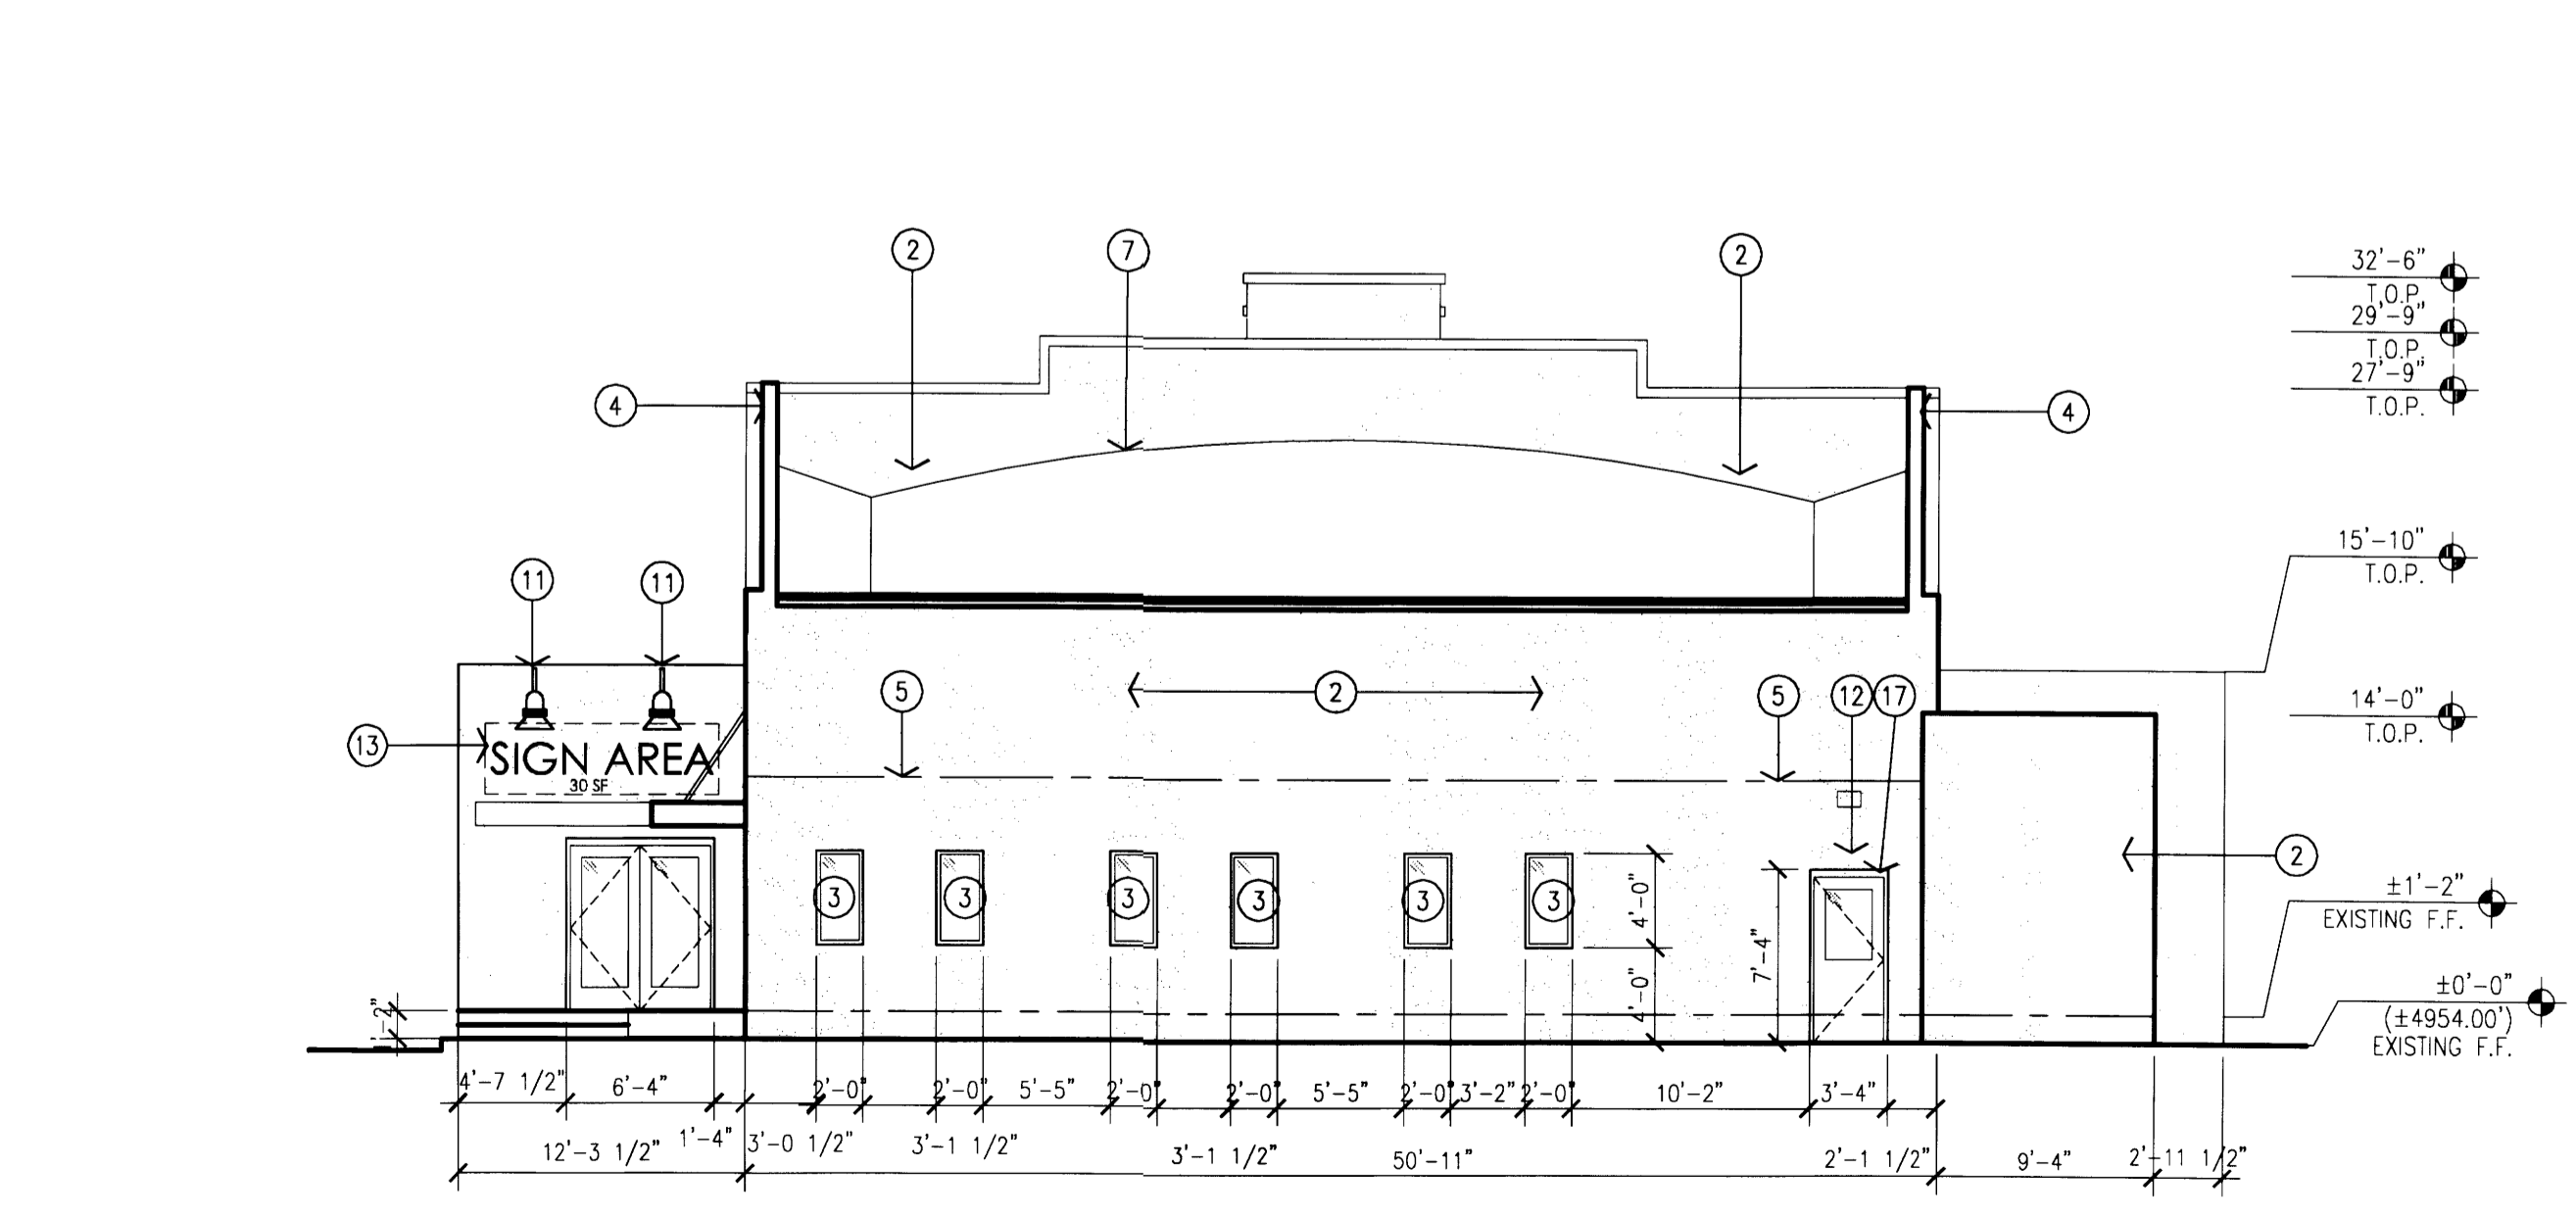 2 7 2
32'-6"
T.O.P.
29'-9"
T.O.P.
27'-9"
T.O.P.
4 4
15'-10"
T.O.P.
11 11
5 2 5 12 17
14'-0"
T.O.P.
13 SIGN AREA
30 SF
2
3 3 3 3 3 3
4'-0"
7'-4"
4'-0"
±1'-2"
EXISTING F.F.
±0'-0"
(±4954.00')
EXISTING F.F.
4'-7 1/2" 6'-4" 2'-0" 2'-0" 5'-5" 2'-0" 2'-0" 5'-5" 2'-0" 3'-2" 2'-0" 10'-2" 3'-4"
1'-4" 3'-0 1/2" 3'-1 1/2" 3'-1 1/2" 2'-1 1/2"
12'-3 1/2" 50'-11" 9'-4" 2'-11 1/2"